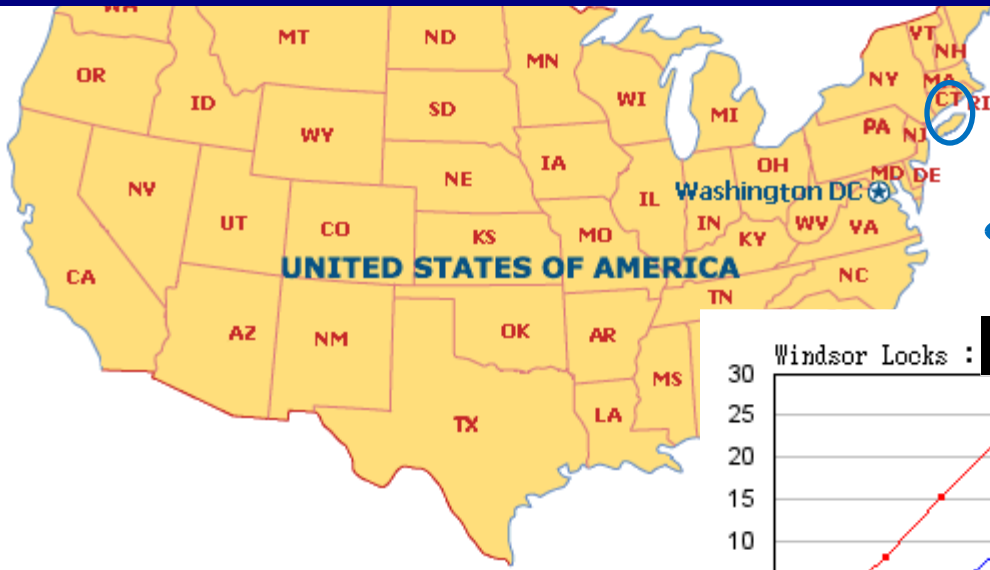 WA
MT
ND
MN
VT
NH
OR
ID
SD
WI
MI
NY
MA
CT
RI
WY
PA
NJ
IA
NE
OH
MD
DE
NV
IL
Washington DC
UT
CO
KS
MO
IN
KY
WV
VA
CA
UNITED STATES OF AMERICA
NC
TN
AZ
NM
OK
AR
MS
TX
LA
Windsor Locks :
30
25
20
15
10